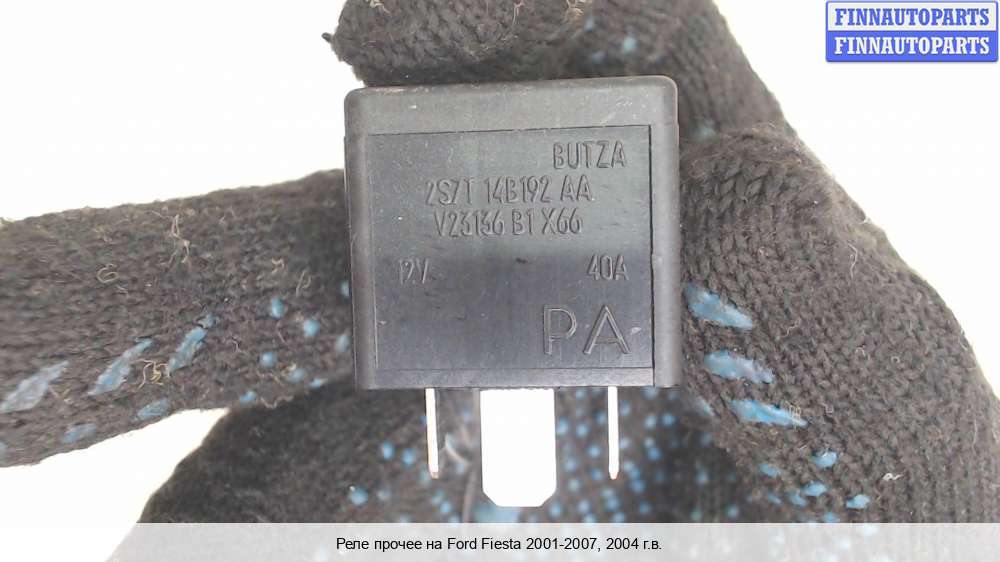 FINNAUTOPARTS
FINNAUTOPARTS
BUTZA
2S7T 14B192 AA
V23136 B1 X66
12V 40A
PA
Реле прочее на Ford Fiesta 2001-2007, 2004 г.в.